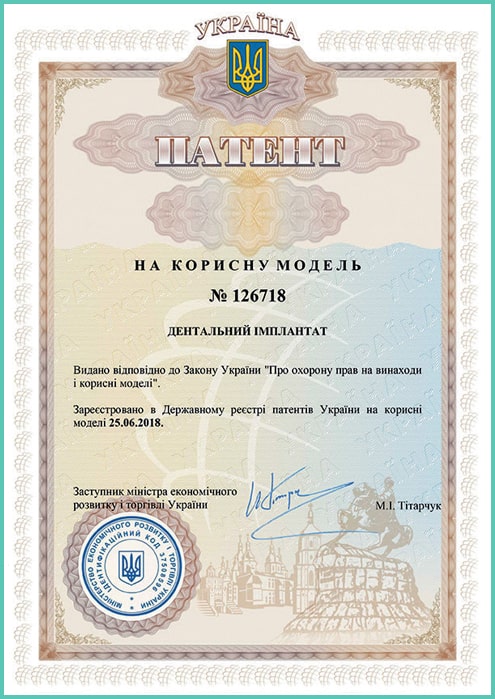 УКРАЇНА
ПАТЕНТ
НА КОРИСНУ МОДЕЛЬ
№ 126718
ДЕНТАЛЬНИЙ ІМПЛАНТАТ
Видано відповідно до Закону України "Про охорону прав на винаходи
і корисні моделі".
Зареєстровано в Державному реєстрі патентів України на корисні
моделі 25.06.2018.
Заступник міністра економічного
розвитку і торгівлі України
М.І. Тітарчук
МІНІСТЕРСТВО ЕКОНОМІЧНОГО РОЗВИТКУ І ТОРГІВЛІ УКРАЇНИ
ІДЕНТИФІКАЦІЙНИЙ КОД 37508596